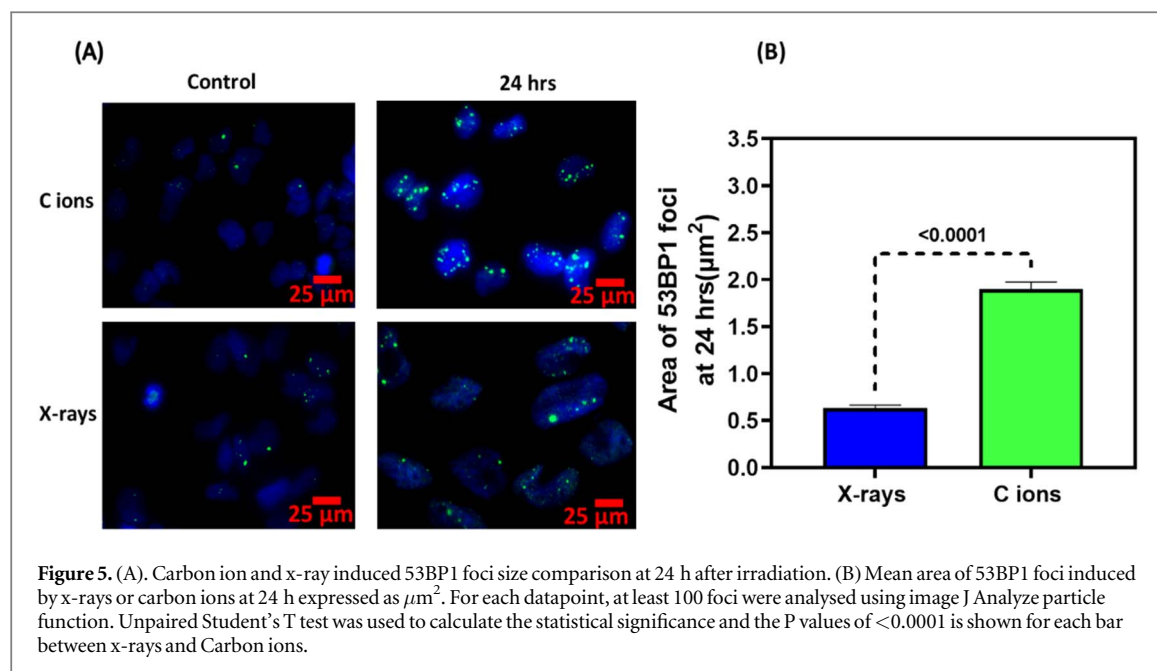 (A)
Control
24 hrs
C ions
25 μm
25 μm
X-rays
25 μm
25 μm
(B)
Area of 53BP1 foci
at 24 hrs(μm²)
3.5
3.0
2.5
2.0
1.5
1.0
0.5
0.0
<0.0001
X-rays
C ions
Figure 5. (A). Carbon ion and x-ray induced 53BP1 foci size comparison at 24 h after irradiation. (B) Mean area of 53BP1 foci induced
by x-rays or carbon ions at 24 h expressed as μm². For each datapoint, at least 100 foci were analysed using image J Analyze particle
function. Unpaired Student's T test was used to calculate the statistical significance and the P values of <0.0001 is shown for each bar
between x-rays and Carbon ions.